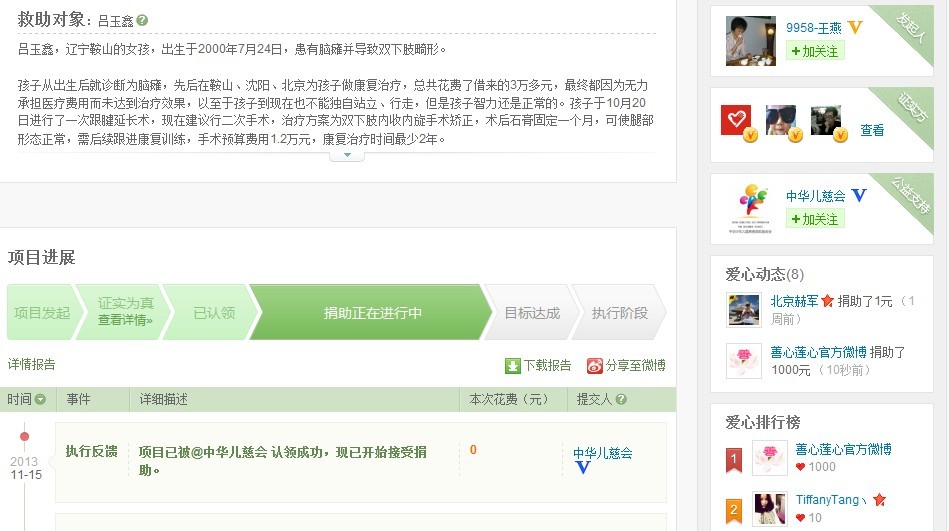 救助对象：吕玉鑫
吕玉鑫，辽宁鞍山的女孩，出生于2000年7月24日，患有脑瘫并导致双下肢畸形。
孩子从出生后就诊断为脑瘫，先后在鞍山、沈阳、北京为孩子做康复治疗，总共花费了借来的3万多元，最终都因为无力
承担医疗费用而未达到治疗效果，以至于孩子到现在也不能独自站立、行走，但是孩子智力还是正常的。孩子于10月20
日进行了一次跟腱延长术，现在建议行二次手术，治疗方案为双下肢内收内旋手术矫正，术后石膏固定一个月，可使腿部
形态正常，需后续跟进康复训练，手术预算费用1.2万元，康复治疗时间最少2年。
项目进展
项目发起
证实为真
查看详情»
已认领
捐助正在进行中
目标达成
执行阶段
详情报告
下载报告
分享至微博
时间 事件 详细描述 本次花费（元） 提交人
2013
11-15
执行反馈
项目已被@中华儿慈会 认领成功，现已开始接受捐
助。
0
中华儿慈会
发起人
9958-王燕
+加关注
证实方
查看
公益支持
中华儿慈会
+加关注
爱心动态(8)
北京赫军 捐助了1元 （1
周前）
善心莲心官方微博 捐助了
1000元 （10秒前）
爱心排行榜
1
善心莲心官方微博
1000
2
TiffanyTang丶
10